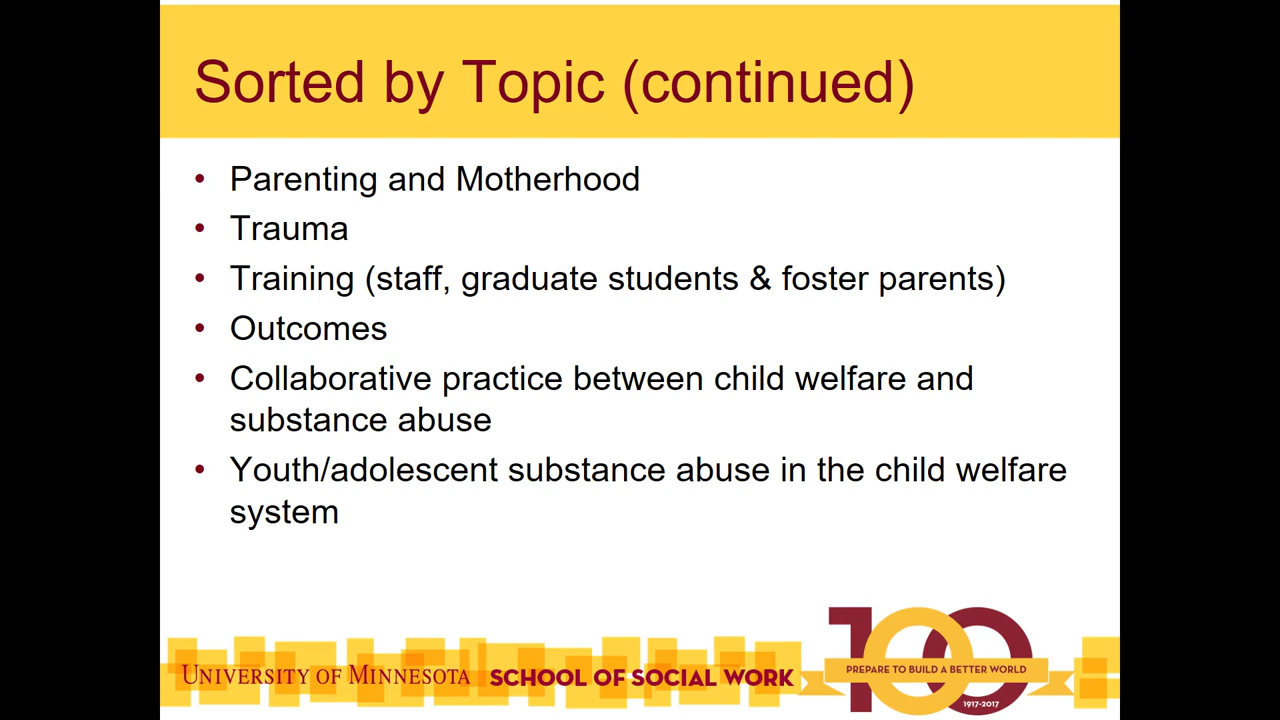 Sorted by Topic (continued)
• Parenting and Motherhood
• Trauma
• Training (staff, graduate students & foster parents)
• Outcomes
• Collaborative practice between child welfare and
substance abuse
• Youth/adolescent substance abuse in the child welfare
system
UNIVERSITY OF MINNESOTA SCHOOL OF SOCIAL WORK
100
PREPARE TO BUILD A BETTER WORLD
1917-2017